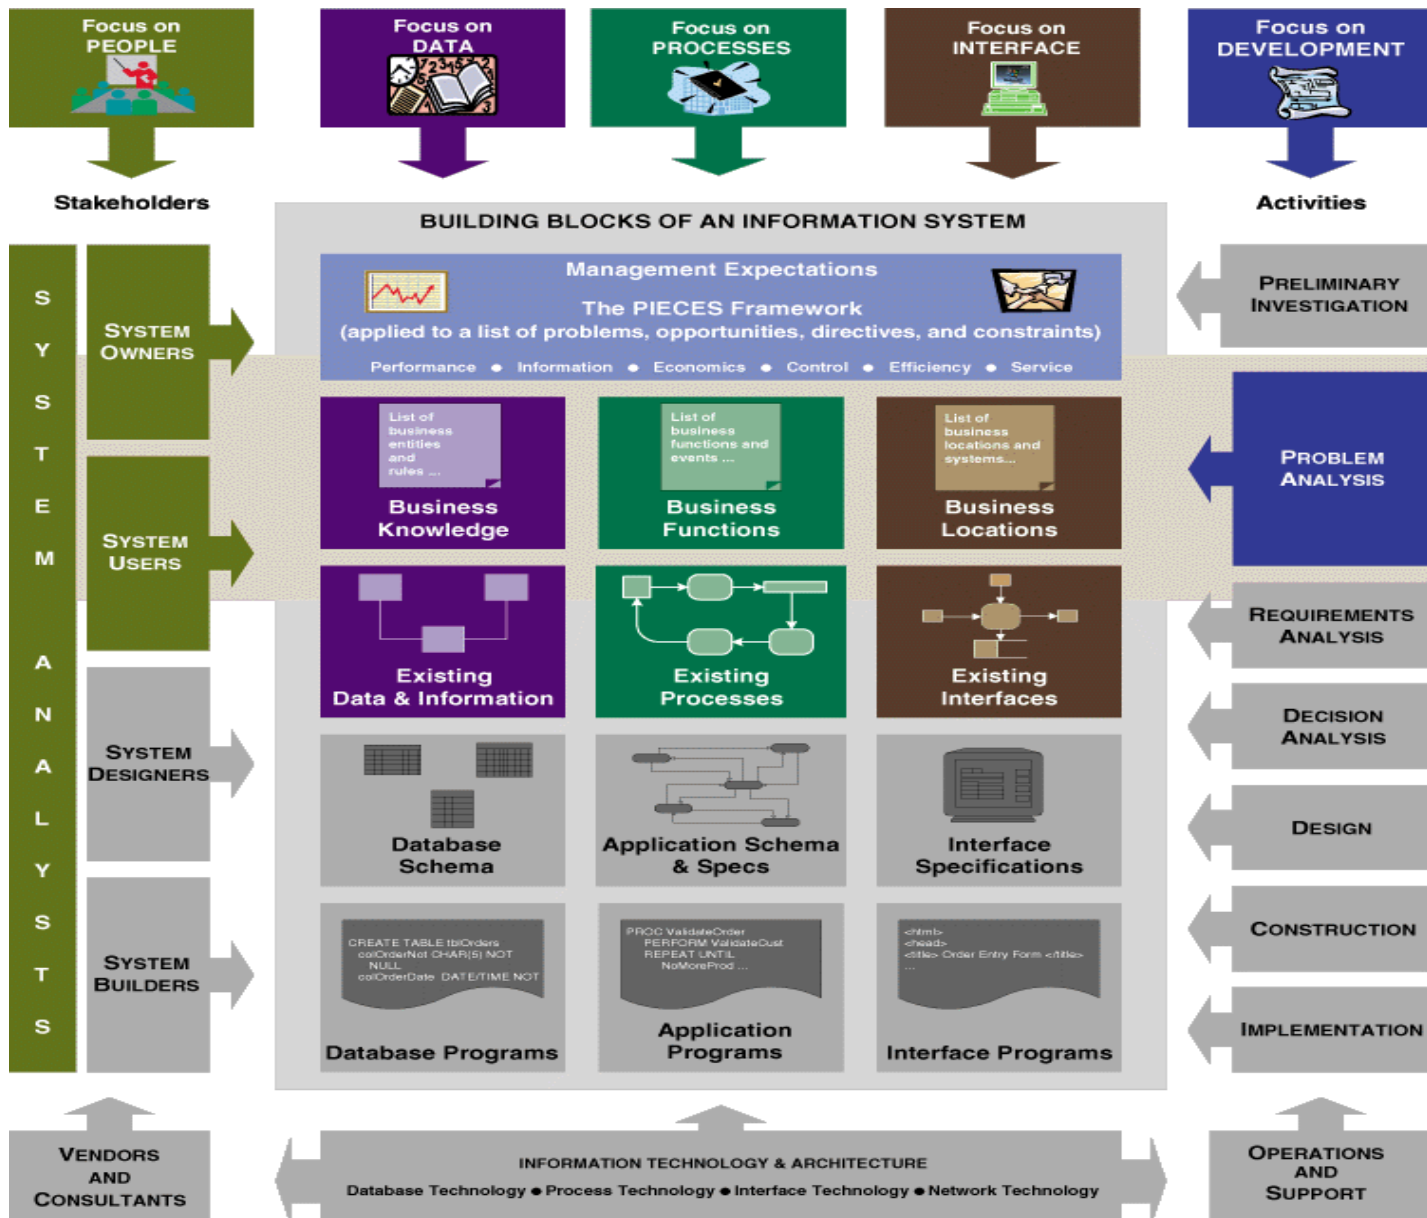 Focus on
PEOPLE
Focus on
DATA
Focus on
PROCESSES
Focus on
INTERFACE
Focus on
DEVELOPMENT
Stakeholders
Activities
BUILDING BLOCKS OF AN INFORMATION SYSTEM
SYSTEM ANALYSTS
SYSTEM
OWNERS
Management Expectations
The PIECES Framework
(applied to a list of problems, opportunities, directives, and constraints)
Performance ● Information ● Economics ● Control ● Efficiency ● Service
PRELIMINARY
INVESTIGATION
SYSTEM
USERS
List of
business
entities
and
rules ...
Business
Knowledge
List of
business
functions and
events ...
Business
Functions
List of
business
locations and
systems...
Business
Locations
PROBLEM
ANALYSIS
Existing
Data & Information
Existing
Processes
Existing
Interfaces
REQUIREMENTS
ANALYSIS
DECISION
ANALYSIS
SYSTEM
DESIGNERS
Database
Schema
Application Schema
& Specs
Interface
Specifications
DESIGN
CONSTRUCTION
SYSTEM
BUILDERS
CREATE TABLE tblOrders
colOrderNot CHAR(5) NOT
NULL
colOrderDate DATE/TIME NOT
Database Programs
PROC ValidateOrder
PERFORM ValidateCust
REPEAT UNTIL
NoMoreProd ...
Application
Programs
<html>
<head>
<title> Order Entry Form </title>
...
Interface Programs
IMPLEMENTATION
VENDORS
AND
CONSULTANTS
INFORMATION TECHNOLOGY & ARCHITECTURE
Database Technology ● Process Technology ● Interface Technology ● Network Technology
OPERATIONS
AND
SUPPORT